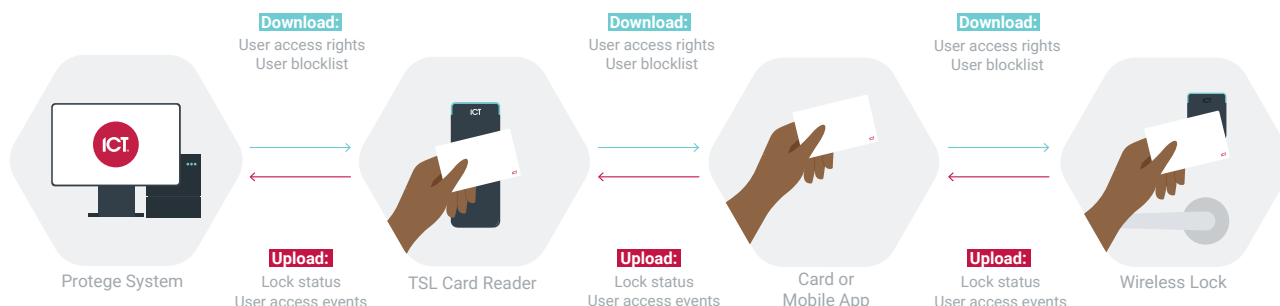 Download:
User access rights
User blocklist
Download:
User access rights
User blocklist
Download:
User access rights
User blocklist
ICT
ICT
ICT
Protege System
TSL Card Reader
Card or
Mobile App
Wireless Lock
Upload:
Lock status
User access events
Upload:
Lock status
User access events
Upload:
Lock status
User access events